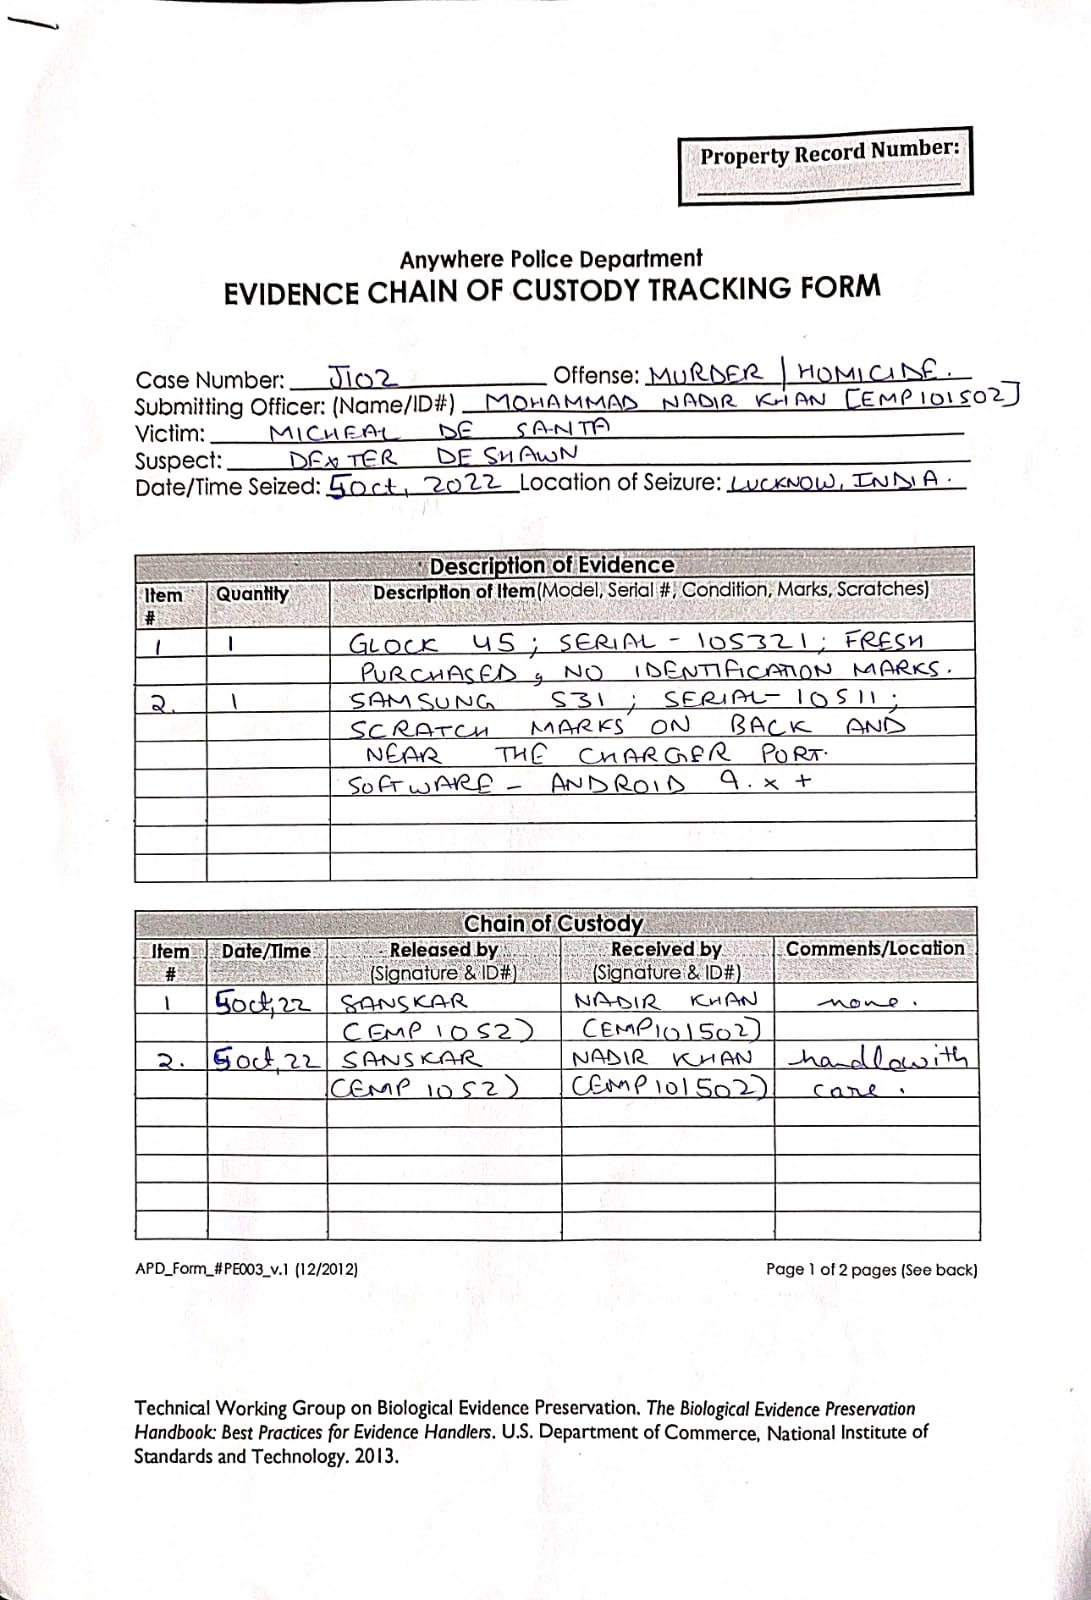 Property Record Number:
Anywhere Police Department
EVIDENCE CHAIN OF CUSTODY TRACKING FORM
Case Number: J102 Offense: MURDER | HOMICIDE.
Submitting Officer: (Name/ID#) MOHAMMAD NADIR KHAN [EMP101502]
Victim: MICHEAL DE SANTA
Suspect: DEXTER DE SHAWN
Date/Time Seized: 5 Oct, 2022 Location of Seizure: LUCKNOW, INDIA.
Description of Evidence
Item # Quantity Description of Item (Model, Serial #, Condition, Marks, Scratches)
1 1 GLOCK 45; SERIAL - 105321; FRESH
PURCHASED, NO IDENTIFICATION MARKS.
2. 1 SAMSUNG S31; SERIAL- 10511;
SCRATCH MARKS ON BACK AND
NEAR THE CHARGER PORT.
SOFTWARE - ANDROID 9.x+
Chain of Custody
Item # Date/Time Released by (Signature & ID#) Received by (Signature & ID#) Comments/Location
1 5 Oct, 22 SANSKAR NADIR KHAN none.
(EMP 1052) (EMP101502)
2. 5 Oct, 22 SANSKAR NADIR KHAN handlowith
(EMP 1052) (EMP101502) care.
APD_Form_#PE003_v.1 (12/2012) Page 1 of 2 pages (See back)
Technical Working Group on Biological Evidence Preservation. The Biological Evidence Preservation
Handbook: Best Practices for Evidence Handlers. U.S. Department of Commerce, National Institute of
Standards and Technology. 2013.